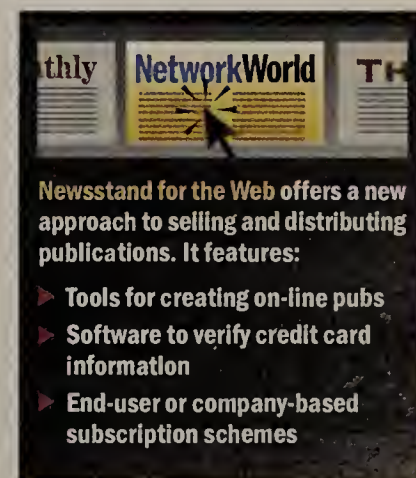 thly NetworkWorld TH
Newsstand for the Web offers a new
approach to selling and distributing
publications. It features:
Tools for creating on-line pubs
Software to verify credit card
information
End-user or company-based
subscription schemes